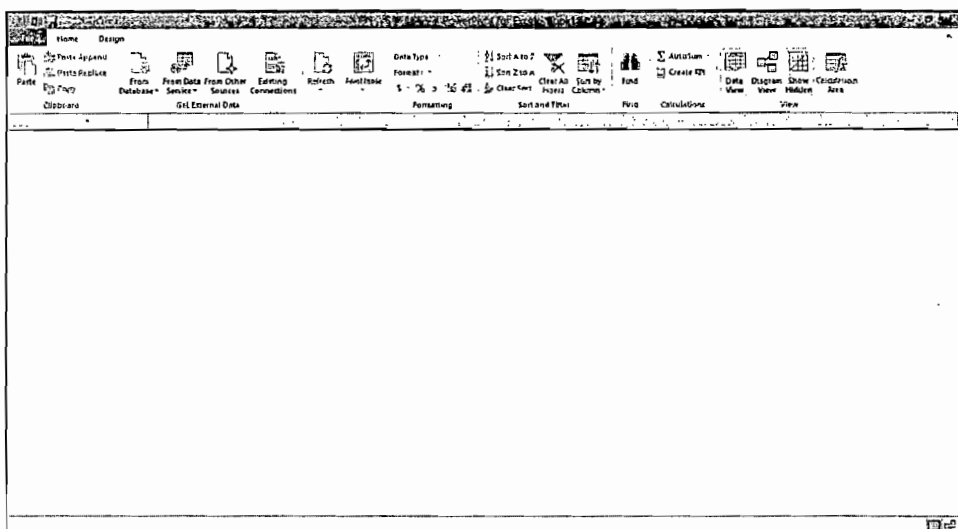 Home Design
Paste
Paste Append
Paste Replace
Copy
Clipboard
From Database
From Data Service
From Other Sources
Existing Connections
Get External Data
Refresh
PivotTable
Data Type
Format
$ % ,
Formatting
Sort A to Z
Sort Z to A
Clear Sort
Clear All Filters
Sort by Column
Sort and Filter
Find
Find
AutoSum
Create KPI
Calculations
Data View
Diagram View
Show Hidden
Calculation Area
View